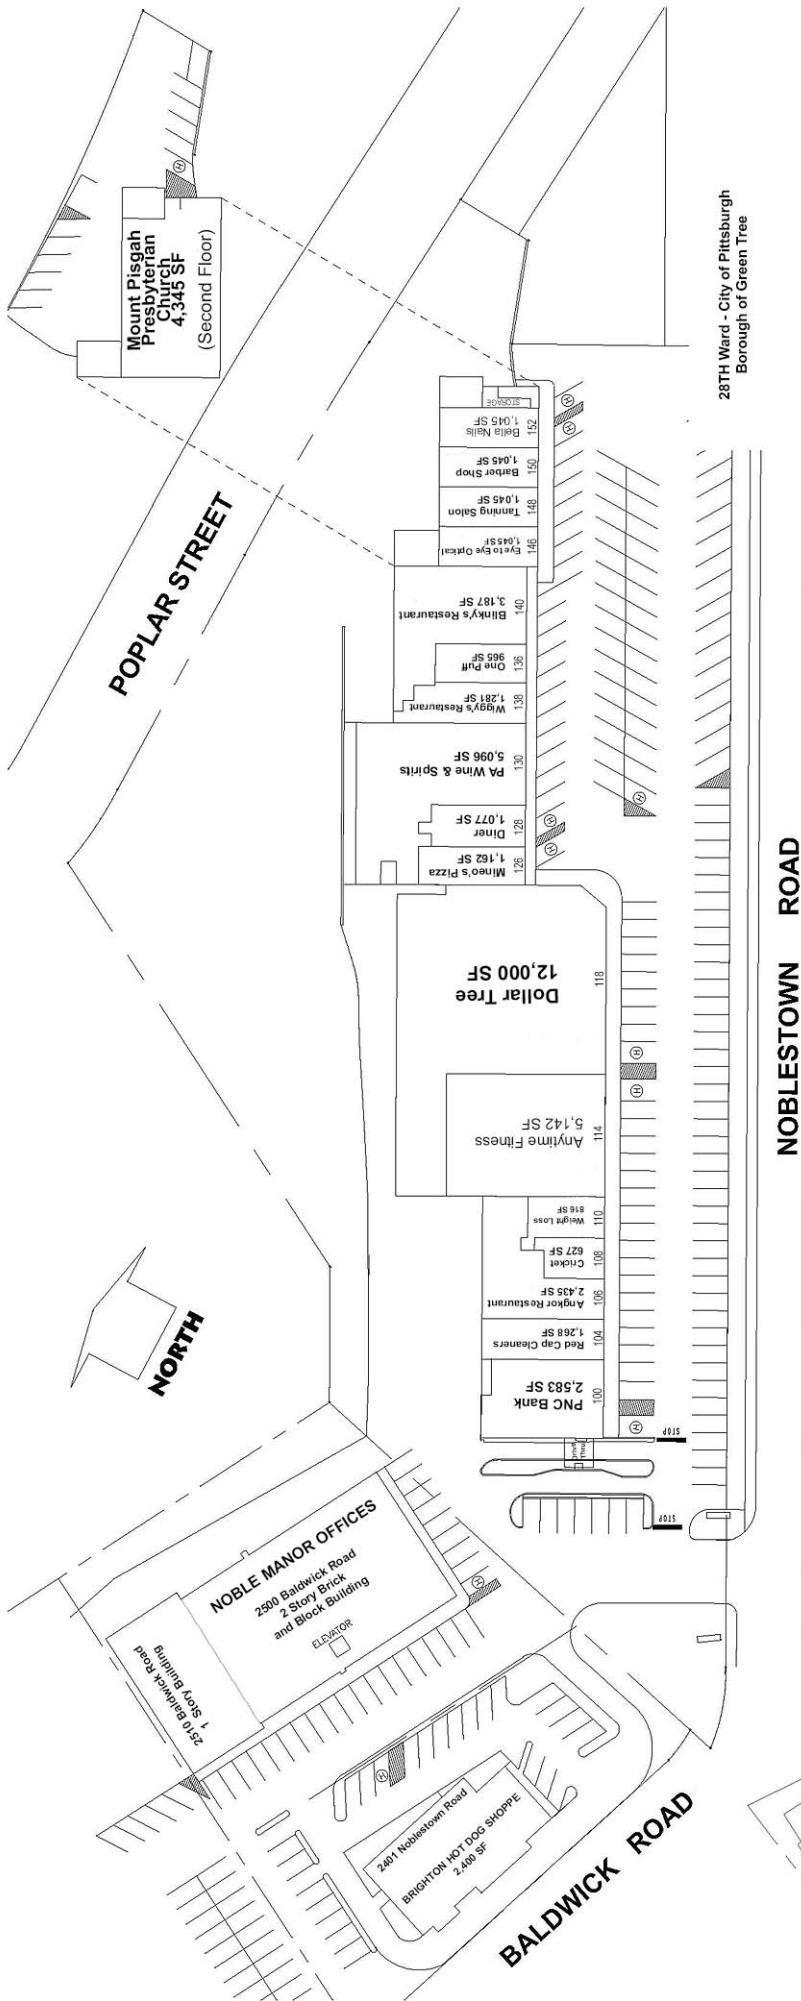 Mount Pisgah
Presbyterian
Church
4,345 SF
(Second Floor)
H
H
H
28TH Ward - City of Pittsburgh
Borough of Green Tree
POPLAR STREET
STORAGE
Bella Nails
1,045 SF
152
Barber Shop
1,045 SF
150
Tanning Salon
1,045 SF
148
Eye to Eye Optical
1,045 SF
146
Blinky's Restaurant
3,187 SF
140
One Puff
965 SF
136
Wiggy's Restaurant
1,281 SF
138
PA Wine & Spirits
5,096 SF
130
H
Diner
1,077 SF
128
H
H
Mineo's Pizza
1,162 SF
126
Dollar Tree
12,000 SF
118
H
H
Anytime Fitness
5,142 SF
114
Weight Loss
816 SF
110
Cricket
627 SF
108
Angkor Restaurant
2,435 SF
106
Red Cap Cleaners
1,268 SF
104
PNC Bank
2,583 SF
100
H
STOP
Drive
Thru
STOP
NOBLESTOWN ROAD
NORTH
NOBLE MANOR OFFICES
2500 Baldwick Road
2 Story Brick
and Block Building
ELEVATOR
H
2510 Baldwick Road
1 Story Building
H
2401 Noblestown Road
BRIGHTON HOT DOG SHOPPE
2,400 SF
BALDWICK ROAD